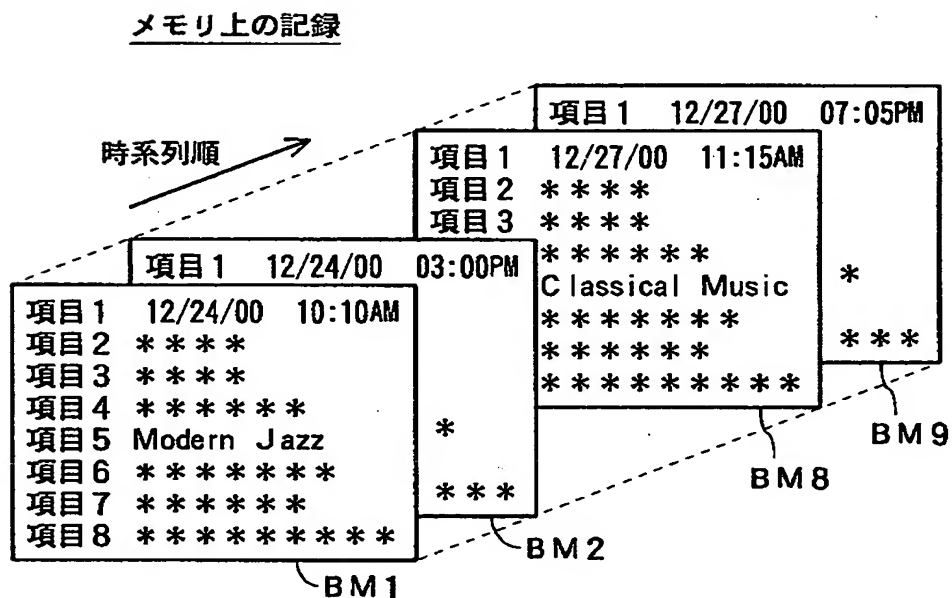 メモリ上の記録
時系列順
項目1 12/27/00 07:05PM
*
***
BM9
項目1 12/27/00 11:15AM
項目2 ****
項目3 ****
******
Classical Music
*******
******
*********
BM8
項目1 12/24/00 03:00PM
*
***
BM2
項目1 12/24/00 10:10AM
項目2 ****
項目3 ****
項目4 ******
項目5 Modern Jazz
項目6 *******
項目7 ******
項目8 *********
BM1